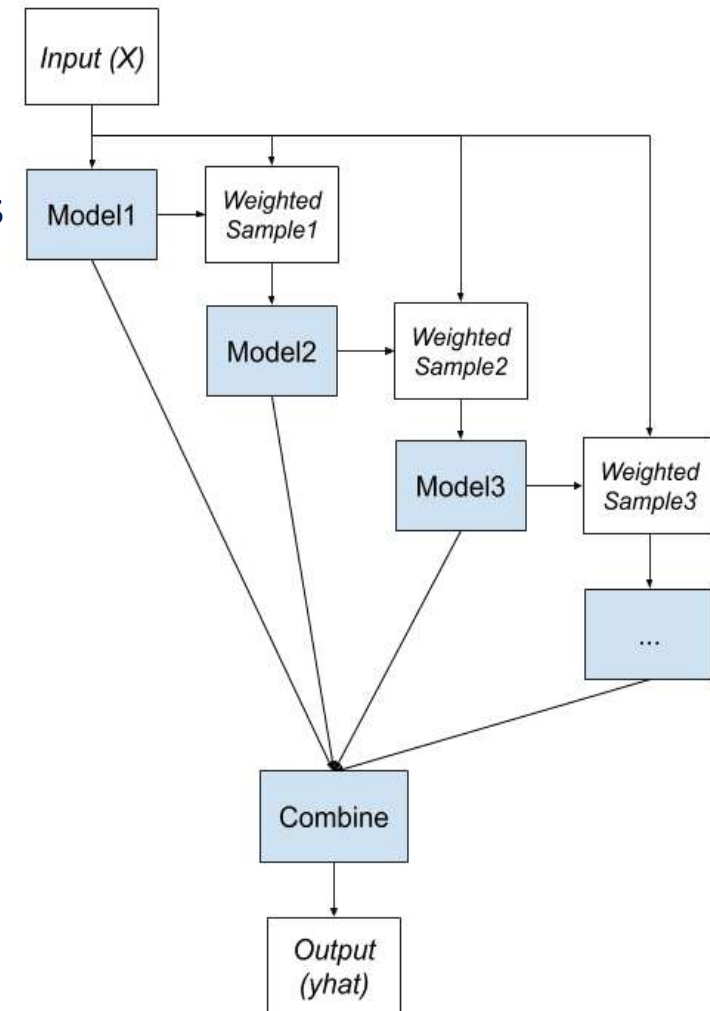 Input (X)
s
Model1
Weighted
Sample1
Model2
Weighted
Sample2
Model3
Weighted
Sample3
...
Combine
Output
(yhat)